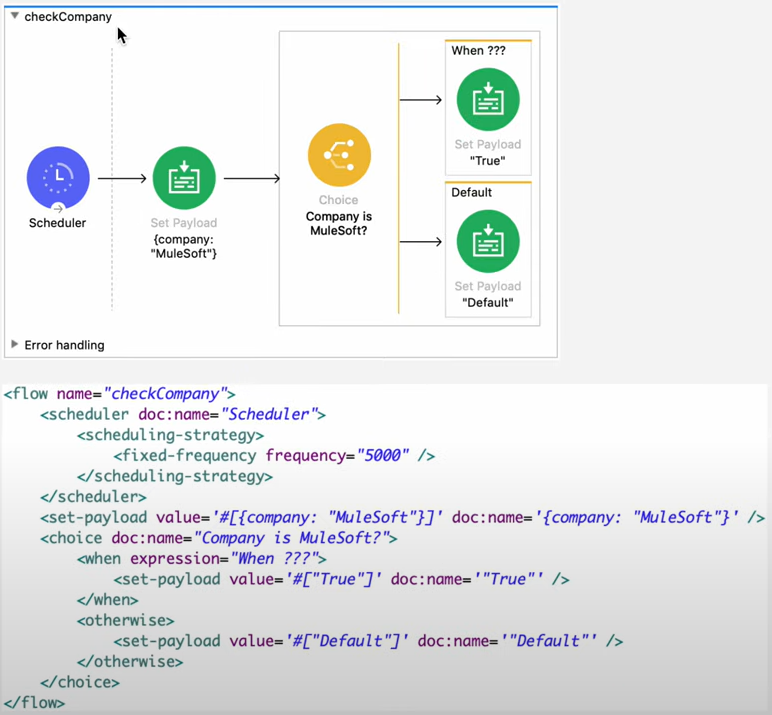 checkCompany
When ???
Set Payload
"True"
Scheduler
Set Payload
{company:
"MuleSoft"}
Choice
Company is
MuleSoft?
Default
Set Payload
"Default"
Error handling
<flow name="checkCompany">
<scheduler doc:name="Scheduler">
<scheduling-strategy>
<fixed-frequency frequency="5000" />
</scheduling-strategy>
</scheduler>
<set-payload value='#[{company: "MuleSoft"}]' doc:name='{company: "MuleSoft"}' />
<choice doc:name="Company is MuleSoft?">
<when expression="When ???">
<set-payload value='#["True"]' doc:name='"True"' />
</when>
<otherwise>
<set-payload value='#["Default"]' doc:name='"Default"' />
</otherwise>
</choice>
</flow>